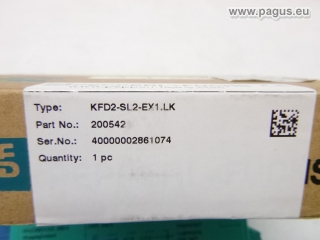 www.pagus.eu
Type: KFD2-SL2-EX1.LK
Part No.: 200542
Ser.No.: 40000002861074
Quantity: 1 pc